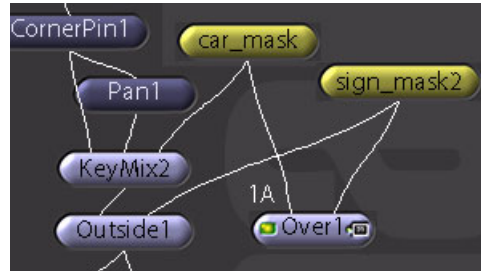 CornerPin1
car_mask
Pan1
sign_mask2
KeyMix2
1A
Outside1
Over1